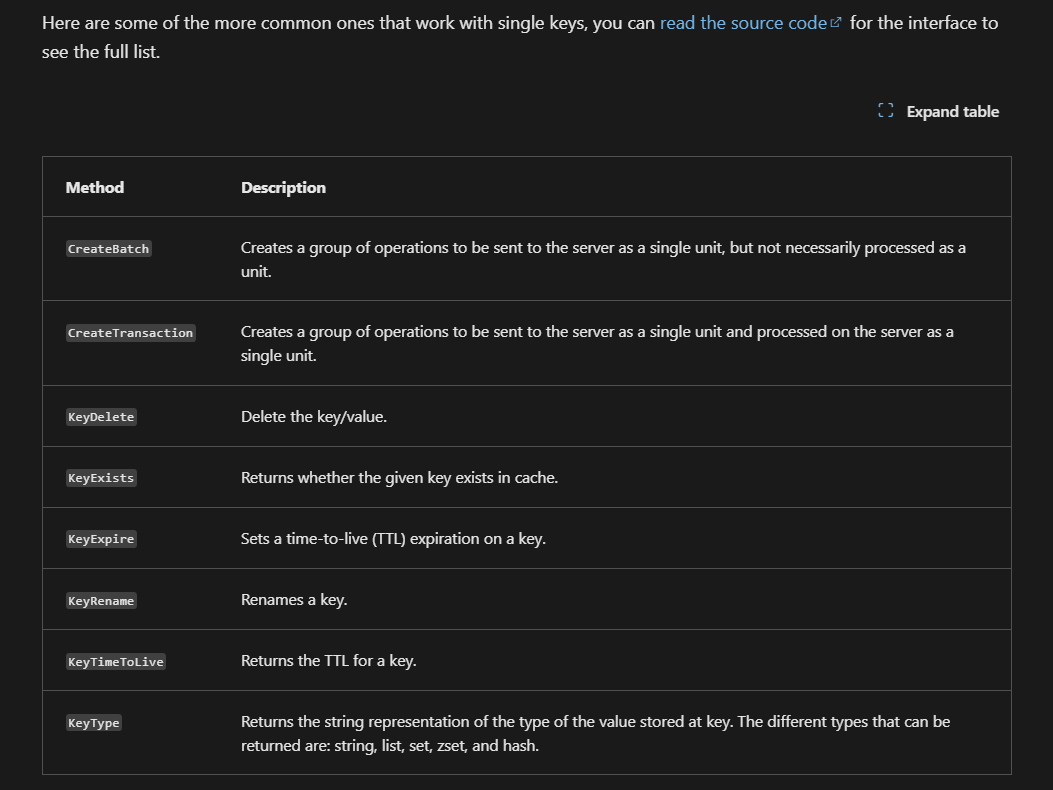 Here are some of the more common ones that work with single keys, you can read the source code for the interface to
see the full list.
Expand table
Method Description
CreateBatch Creates a group of operations to be sent to the server as a single unit, but not necessarily processed as a
unit.
CreateTransaction Creates a group of operations to be sent to the server as a single unit and processed on the server as a
single unit.
KeyDelete Delete the key/value.
KeyExists Returns whether the given key exists in cache.
KeyExpire Sets a time-to-live (TTL) expiration on a key.
KeyRename Renames a key.
KeyTimeToLive Returns the TTL for a key.
KeyType Returns the string representation of the type of the value stored at key. The different types that can be
returned are: string, list, set, zset, and hash.